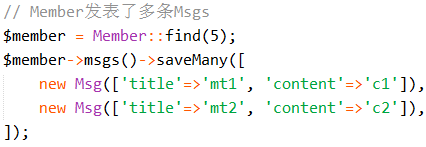 // Member发表了多条Msgs
$member = Member::find(5);
$member->msgs()->saveMany([
    new Msg(['title'=>'mt1', 'content'=>'c1']),
    new Msg(['title'=>'mt2', 'content'=>'c2']),
]);